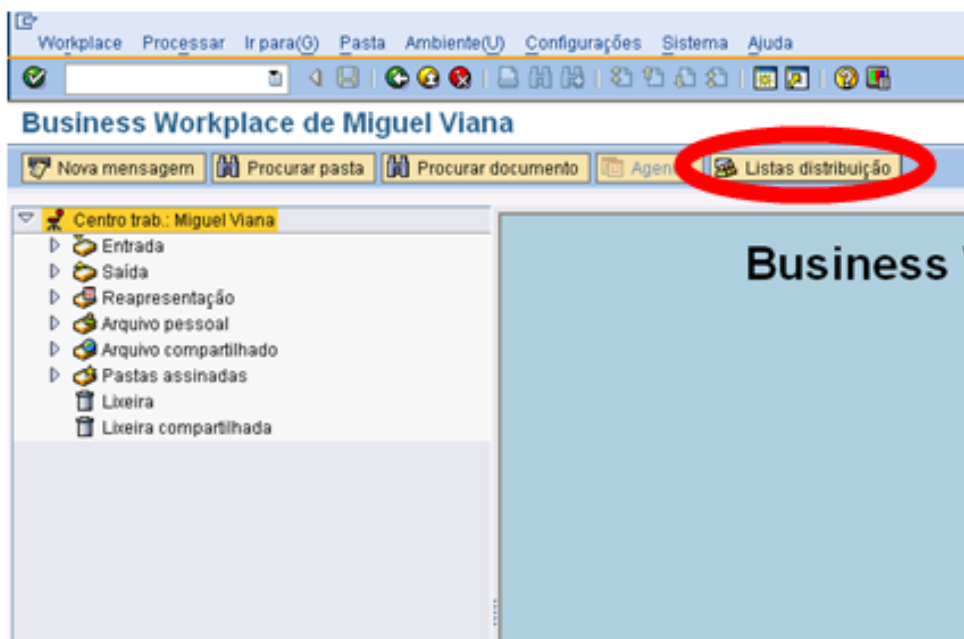 Workplace Processar Ir para(G) Pasta Ambiente(U) Configurações Sistema Ajuda
Business Workplace de Miguel Viana
Nova mensagem Procurar pasta Procurar documento Listas distribuição
Centro trab.: Miguel Viana
Entrada
Saída
Reapresentação
Arquivo pessoal
Arquivo compartilhado
Pastas assinadas
Lixeira
Lixeira compartilhada
Business